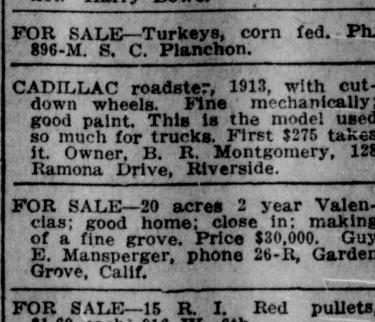 FOR SALE—Turkeys, corn fed. Ph.
896-M. S. C. Planchon.
CADILLAC roadster, 1913, with cut-
down wheels. Fine mechanically;
good paint. This is the model used
so much for trucks. First $275 takes
it. Owner, B. R. Montgomery, 128
Ramona Drive, Riverside.
FOR SALE—20 acres 2 year Valen-
cias; good home; close in; making
of a fine grove. Price $30,000. Guy
E. Mansperger, phone 26-R, Garden
Grove, Calif.
FOR SALE—15 R. I. Red pullets,